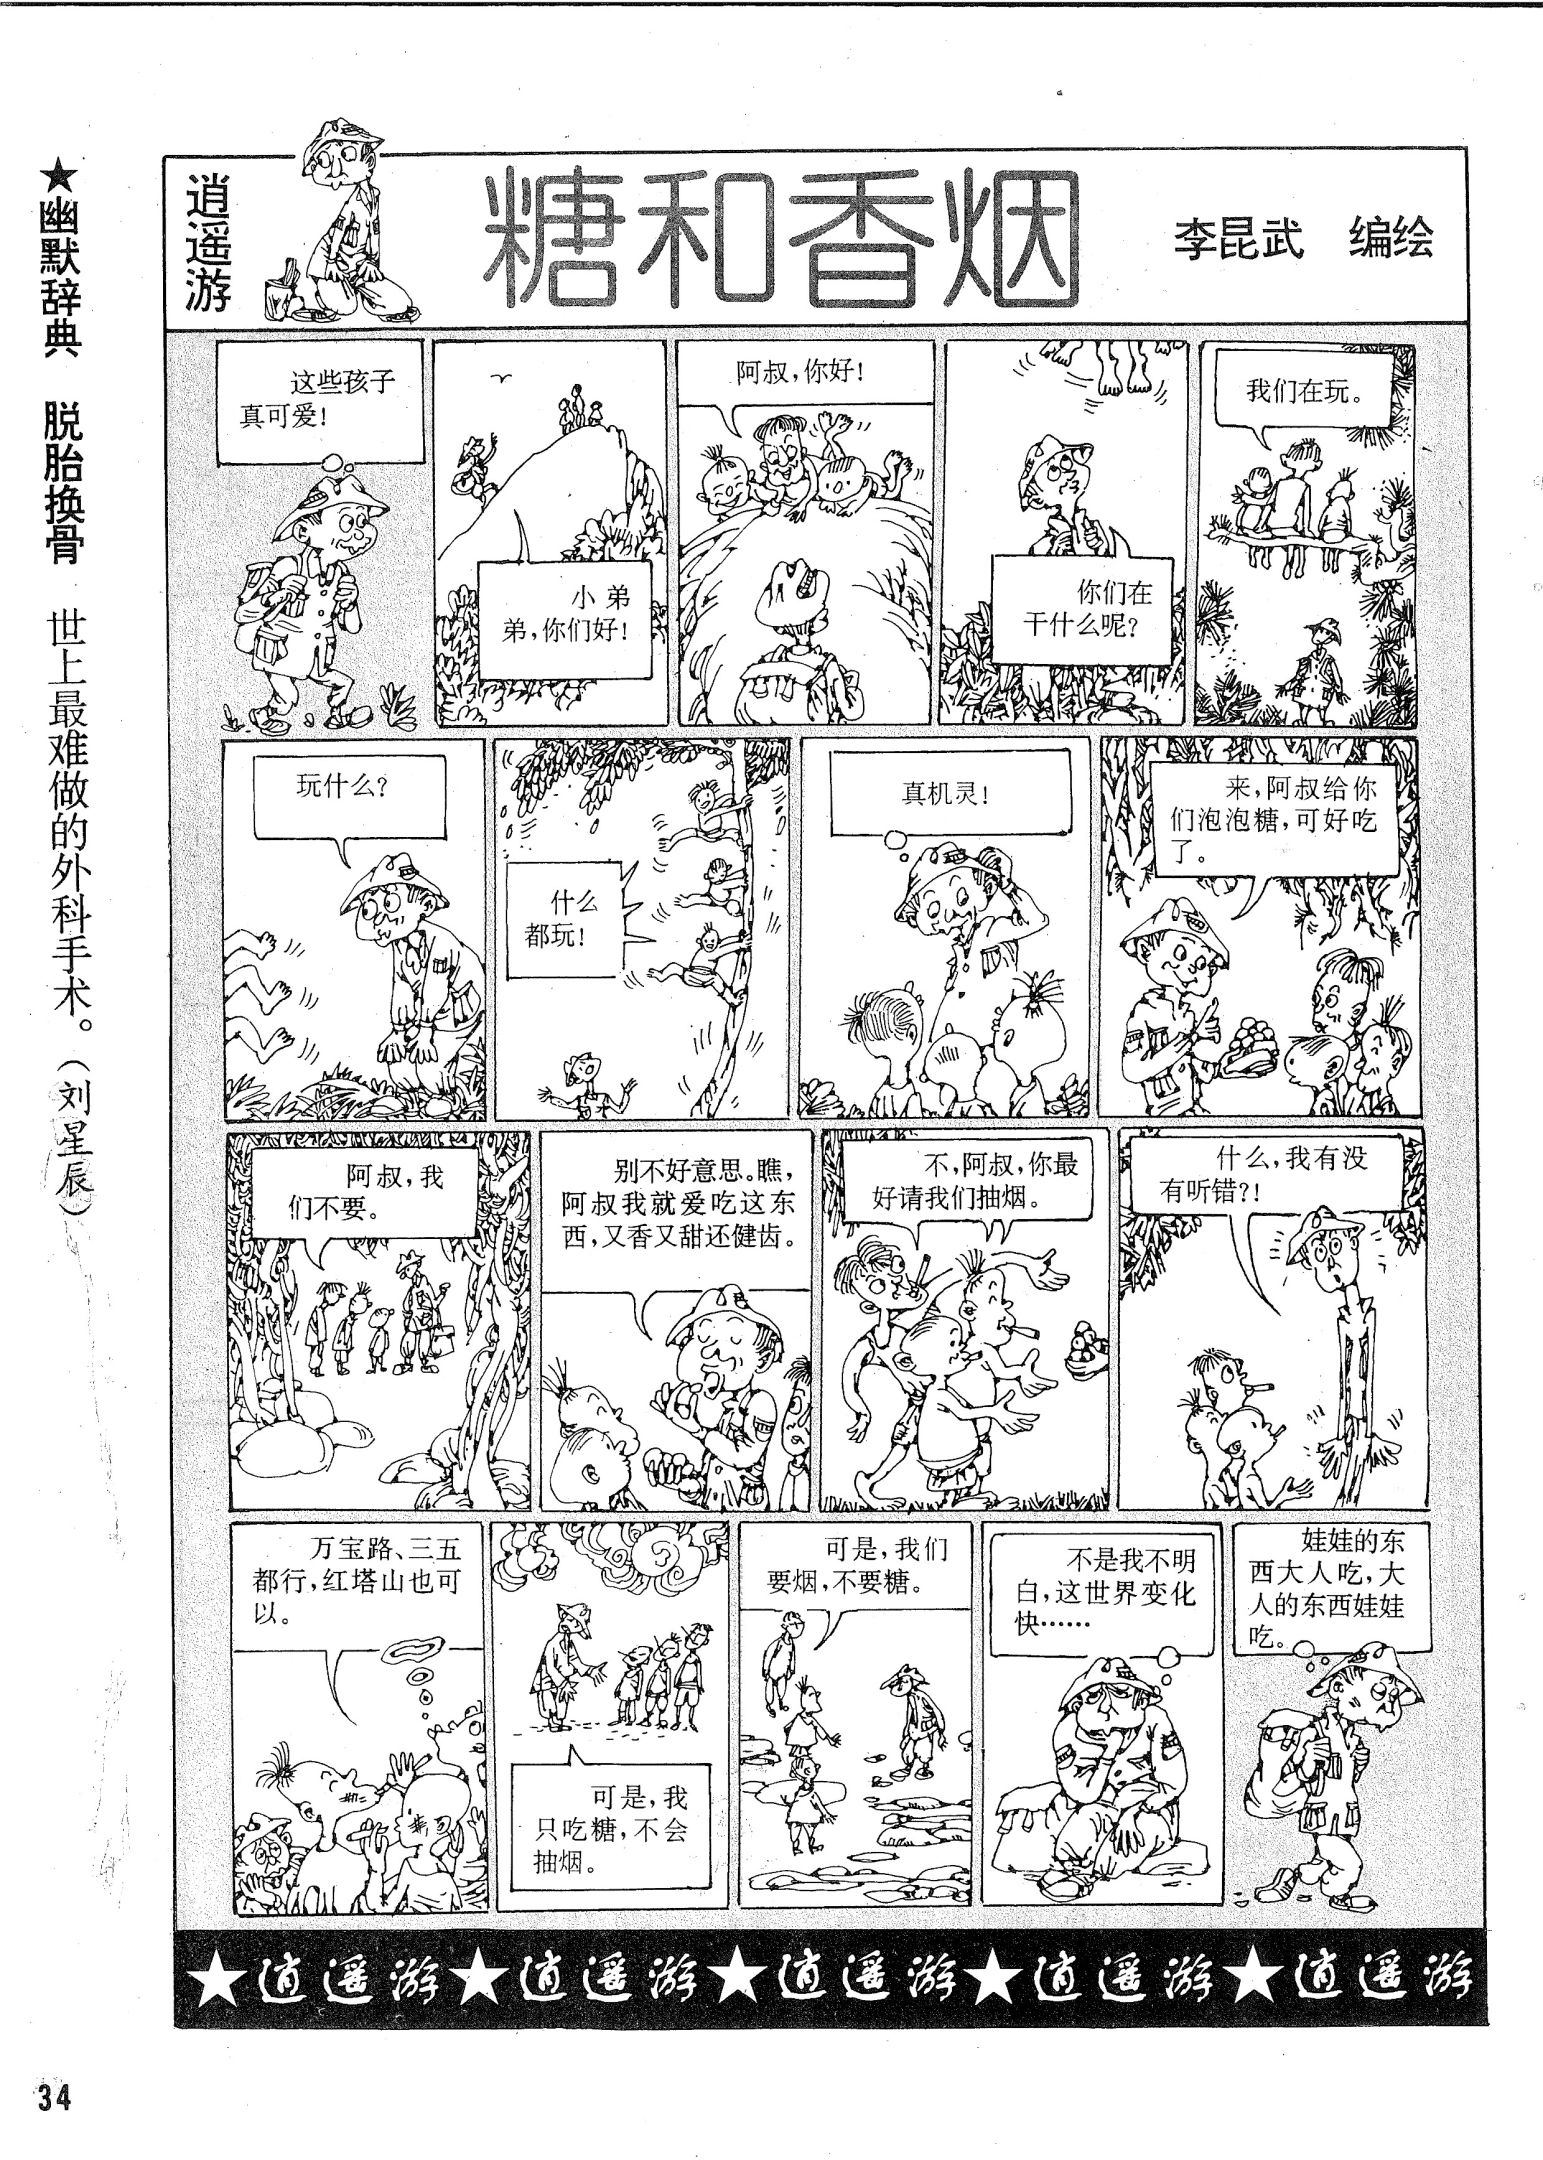 ★幽默辞典 脱胎换骨 世上最难做的外科手术。(刘星辰)
逍遥游
糖和香烟
李昆武 编绘
这些孩子
真可爱!
小弟
弟,你们好!
阿叔,你好!
你们在
干什么呢?
我们在玩。
玩什么?
什么
都玩!
真机灵!
来,阿叔给你
们泡泡糖,可好吃
了。
阿叔,我
们不要。
别不好意思。瞧,
阿叔我就爱吃这东
西,又香又甜还健齿。
不,阿叔,你最
好请我们抽烟。
什么,我有没
有听错?!
万宝路、三五
都行,红塔山也可
以。
可是,我
只吃糖,不会
抽烟。
可是,我们
要烟,不要糖。
不是我不明
白,这世界变化
快……
娃娃的东
西大人吃,大
人的东西娃娃
吃。
★逍遥游★逍遥游★逍遥游★逍遥游★逍遥游
34